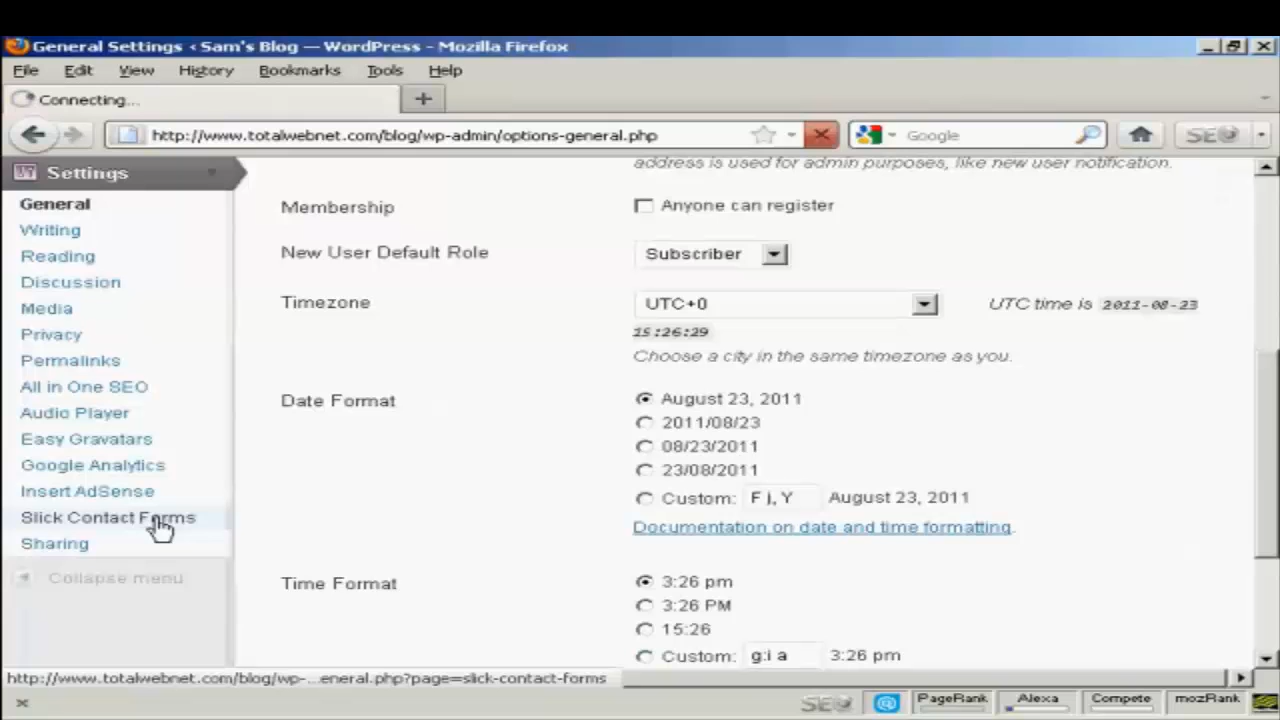 General Settings ‹ Sam's Blog — WordPress - Mozilla Firefox
File Edit View History Bookmarks Tools Help
Connecting...
http://www.totalwebnet.com/blog/wp-admin/options-general.php
Google
SE
Settings
General
Writing
Reading
Discussion
Media
Privacy
Permalinks
All in One SEO
Audio Player
Easy Gravatars
Google Analytics
Insert AdSense
Slick Contact Forms
Sharing
Collapse menu
address is used for admin purposes, like new user notification.
Membership
Anyone can register
New User Default Role
Subscriber
Timezone
UTC+0
UTC time is 2011-08-23
15:26:29
Choose a city in the same timezone as you.
Date Format
August 23, 2011
2011/08/23
08/23/2011
23/08/2011
Custom: F j, Y August 23, 2011
Documentation on date and time formatting.
Time Format
3:26 pm
3:26 PM
15:26
Custom: g:i a 3:26 pm
http://www.totalwebnet.com/blog/wp-...eneral.php?page=slick-contact-forms
SE
PageRank
Alexa
Compete
mozRank